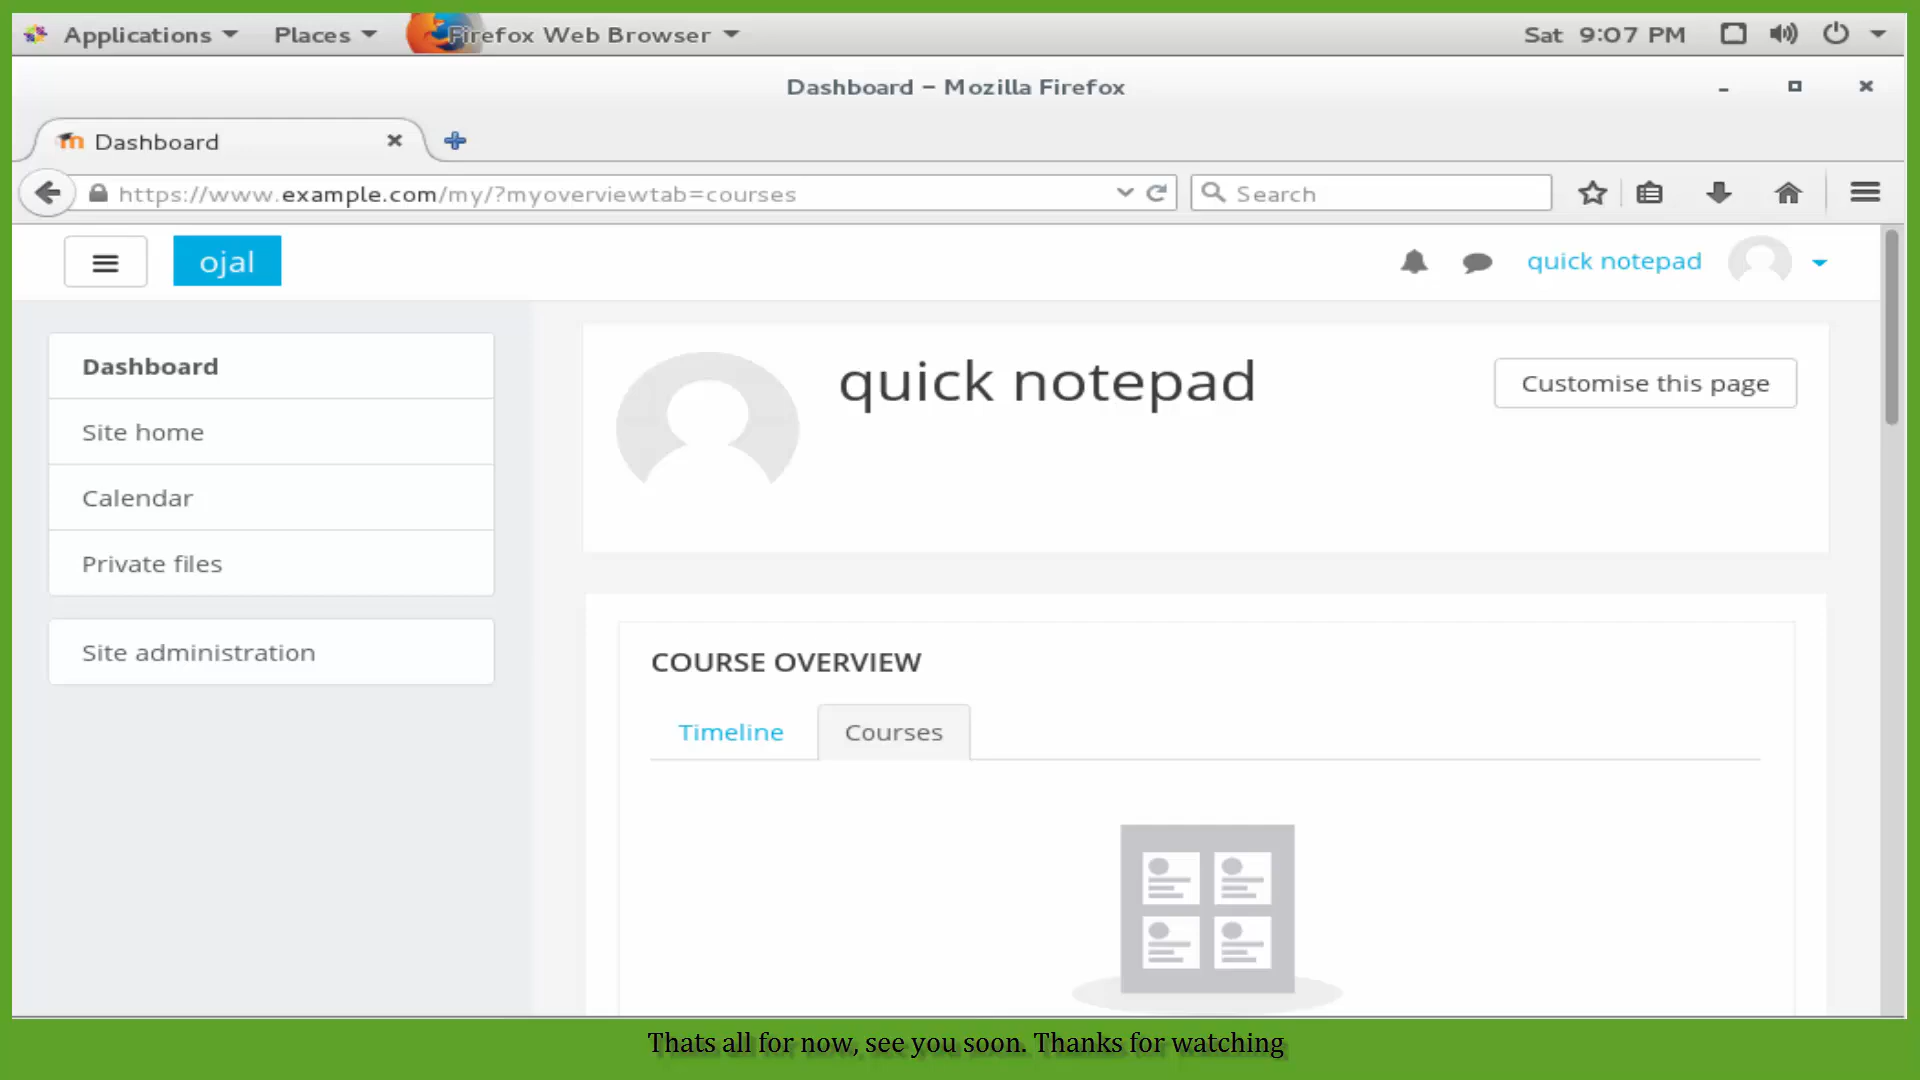 Applications Places Firefox Web Browser Sat 9:07 PM
Dashboard – Mozilla Firefox
Dashboard
https://www.example.com/my/?myoverviewtab=courses Search
ojal quick notepad
Dashboard
Site home
Calendar
Private files
Site administration
quick notepad
Customise this page
COURSE OVERVIEW
Timeline Courses
Thats all for now, see you soon. Thanks for watching